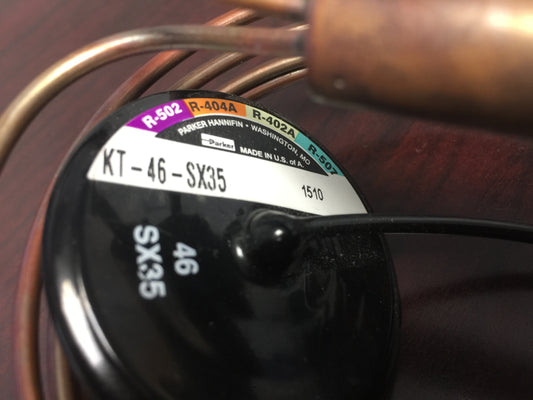 R-502 R-404A R-402A R-507
PARKER HANNIFIN • WASHINGTON, MO
Parker MADE IN U.S. of A.
KT-46-SX35 1510
46
SX35